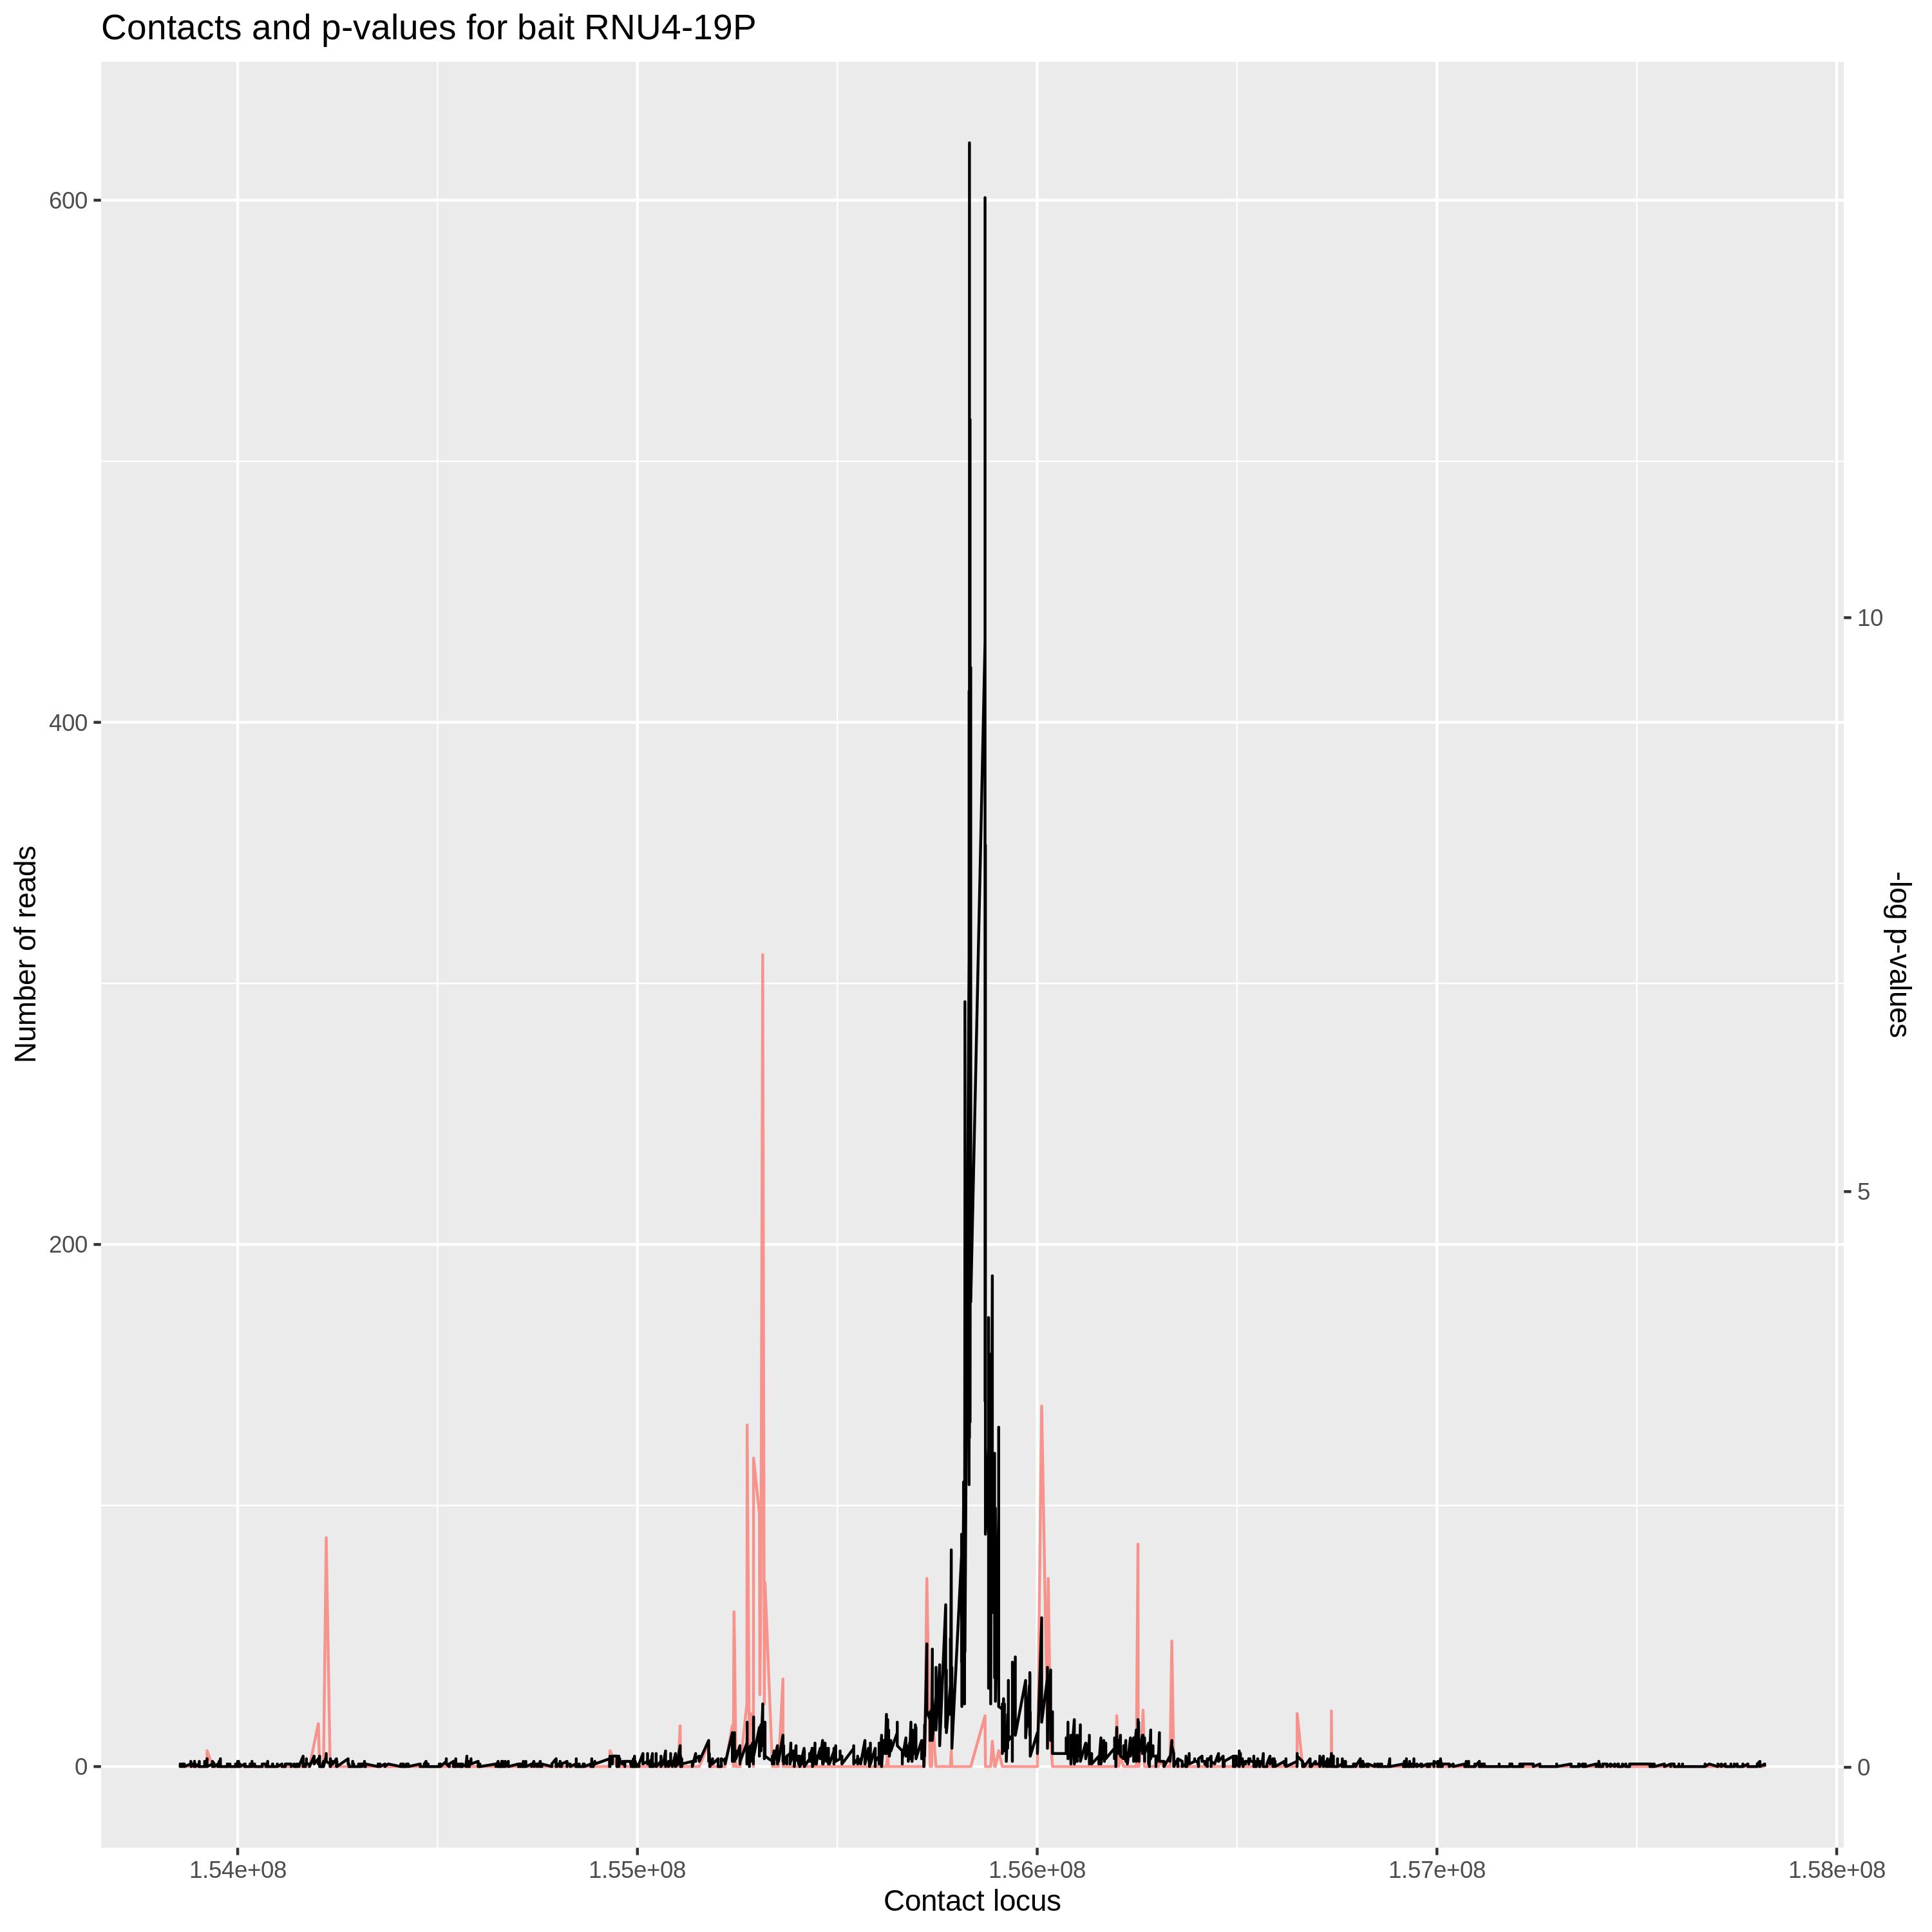 Contacts and p-values for bait RNU4-19P
600
400
200
0
Number of reads
10
5
0
-log p-values
1.54e+08
1.55e+08
1.56e+08
1.57e+08
1.58e+08
Contact locus